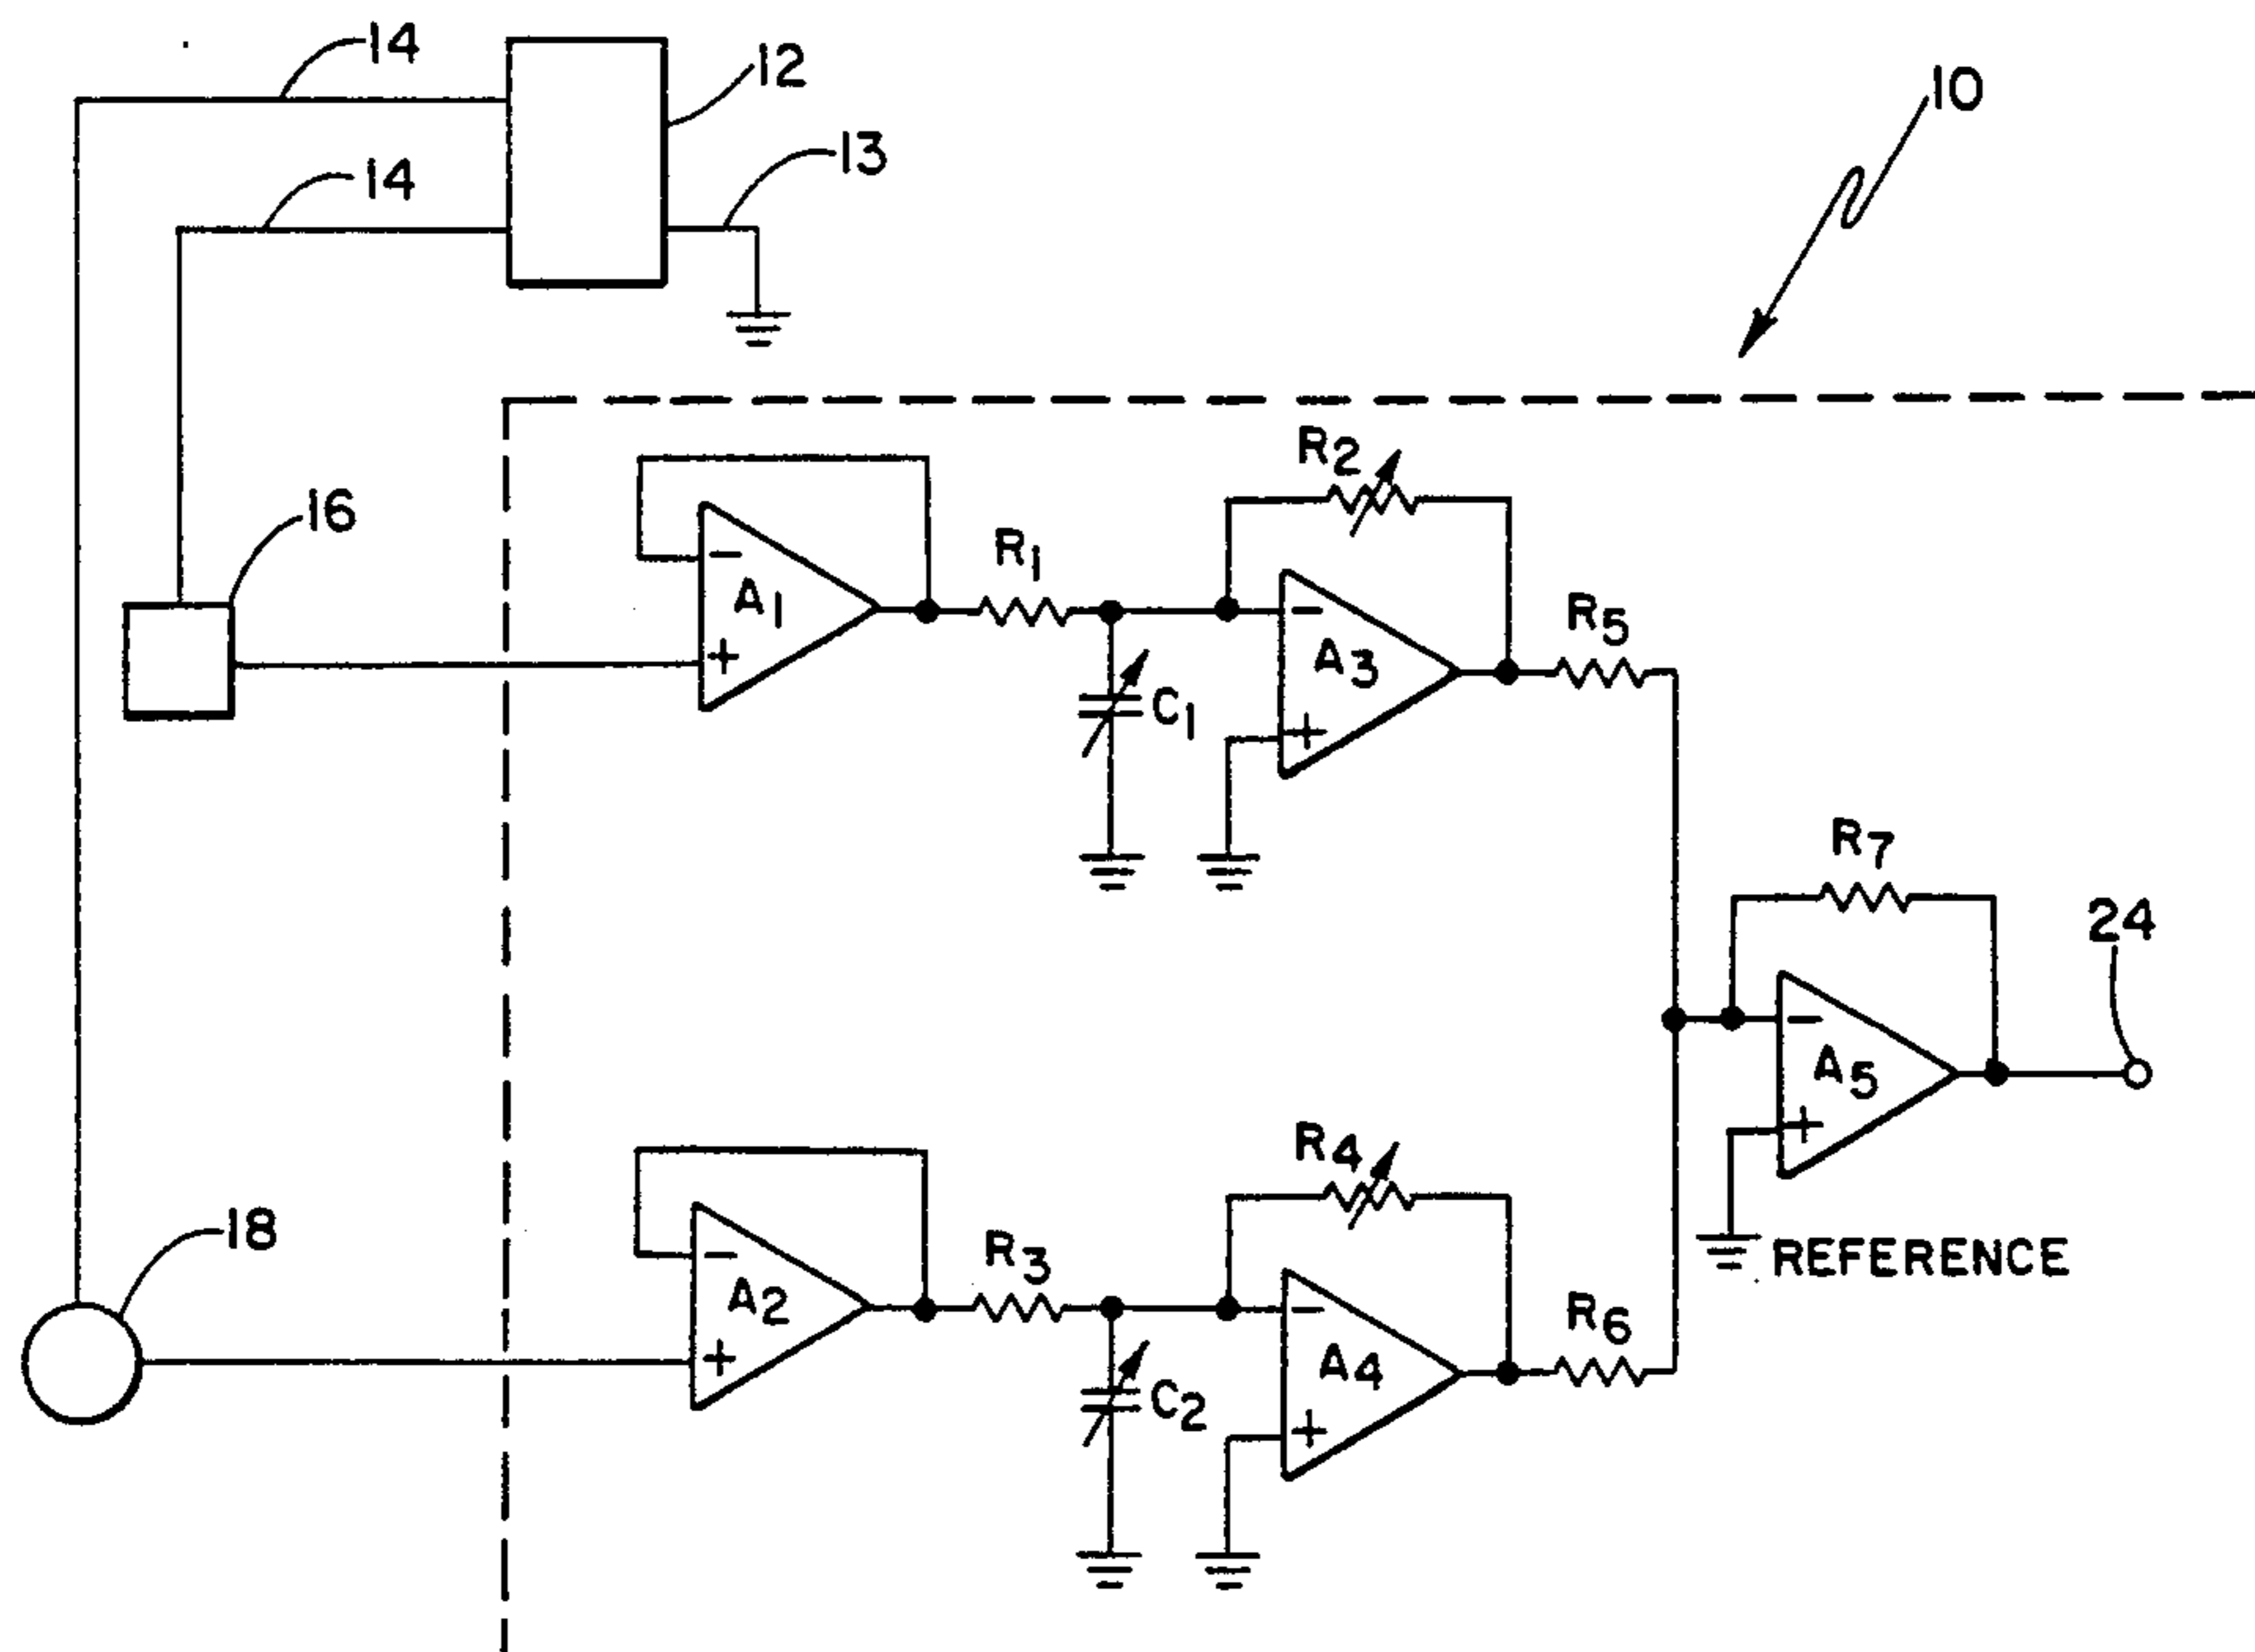 14
12
10
13
14
R2
16
R1
−
A1
+
−
A3
+
R5
C1
R7
24
−
A5
+
REFERENCE
R4
18
R3
−
A2
+
−
A4
+
R6
C2